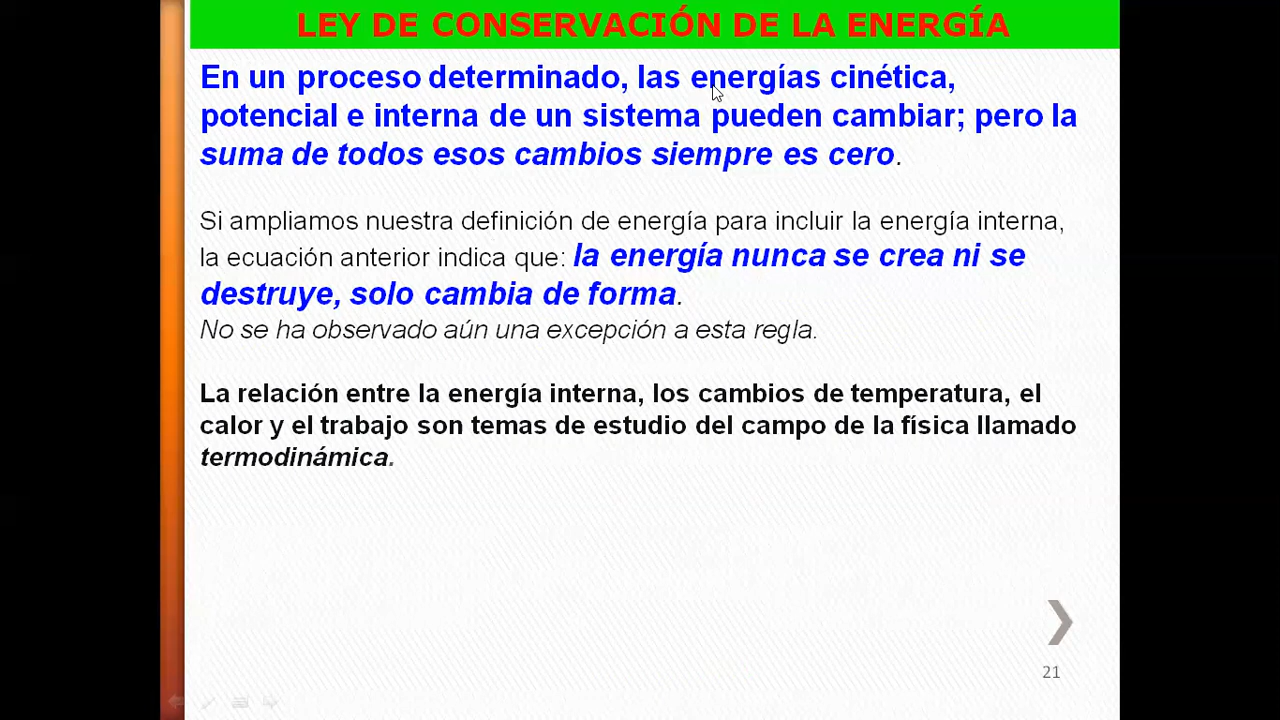 LEY DE CONSERVACIÓN DE LA ENERGÍA
En un proceso determinado, las energías cinética,
potencial e interna de un sistema pueden cambiar; pero la
suma de todos esos cambios siempre es cero.
Si ampliamos nuestra definición de energía para incluir la energía interna,
la ecuación anterior indica que: la energía nunca se crea ni se
destruye, solo cambia de forma.
No se ha observado aún una excepción a esta regla.
La relación entre la energía interna, los cambios de temperatura, el
calor y el trabajo son temas de estudio del campo de la física llamado
termodinámica.
21